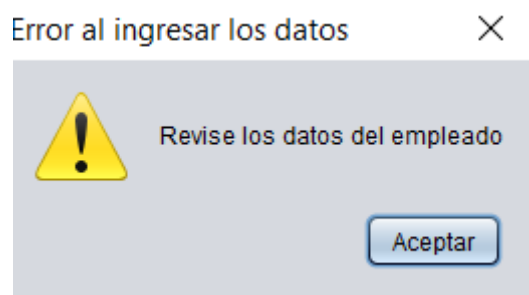 Error al ingresar los datos
Revise los datos del empleado
Aceptar